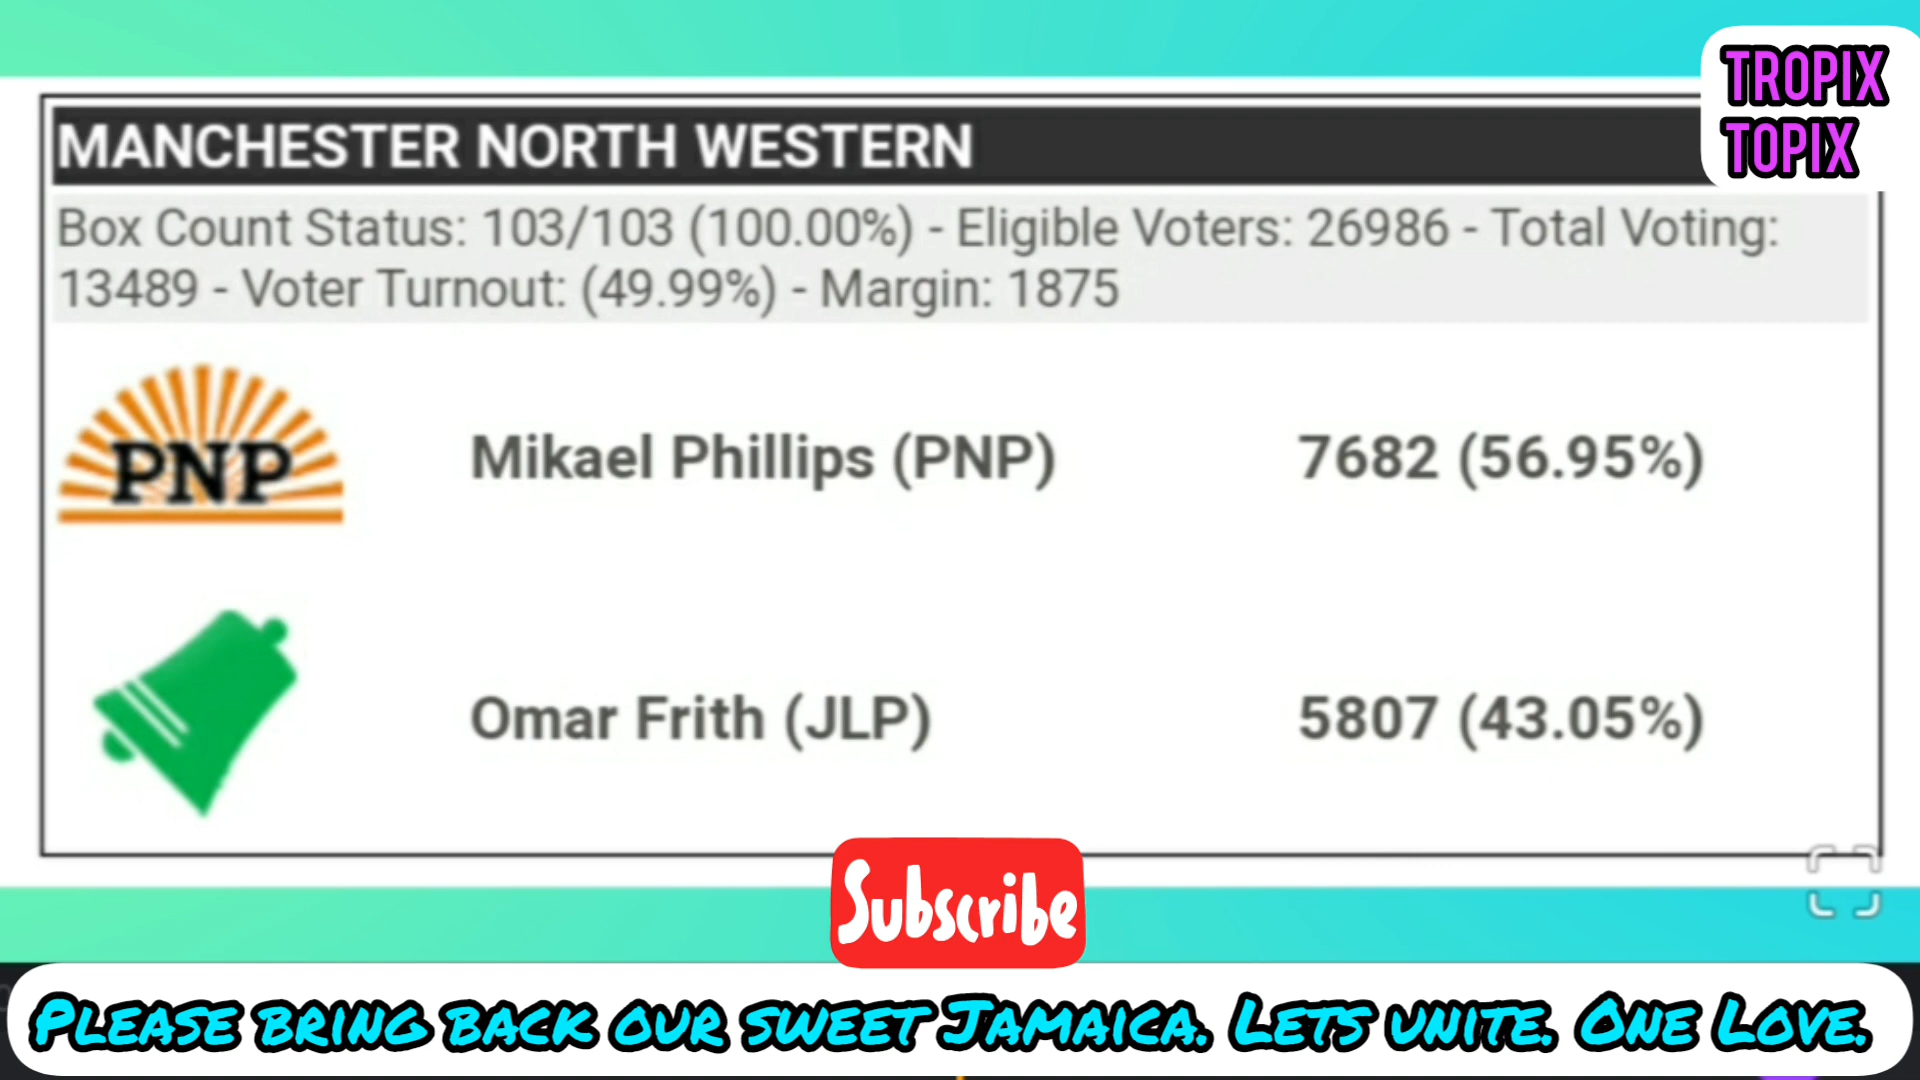 TROPIX
TOPIX
MANCHESTER NORTH WESTERN
Box Count Status: 103/103 (100.00%) - Eligible Voters: 26986 - Total Voting:
13489 - Voter Turnout: (49.99%) - Margin: 1875
PNP
Mikael Phillips (PNP) 7682 (56.95%)
Omar Frith (JLP) 5807 (43.05%)
Subscribe
Please bring back our sweet Jamaica. Lets unite. One Love.